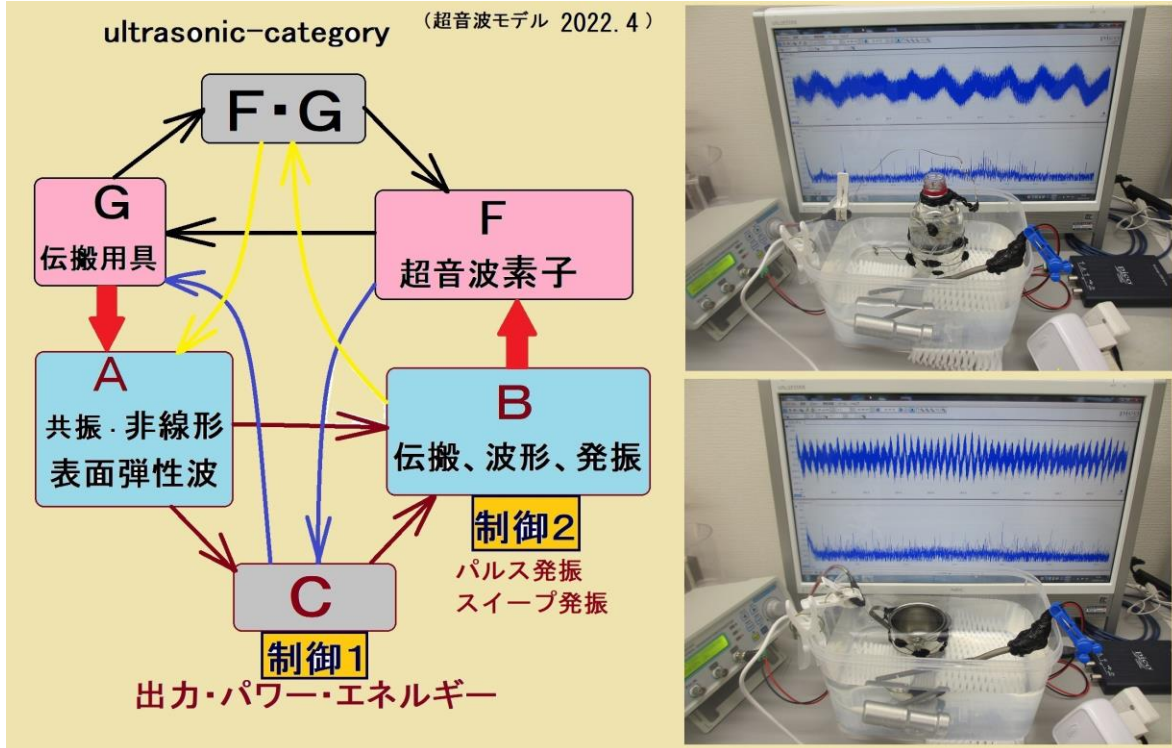 ultrasonic-category (超音波モデル 2022.4)
F・G
G
伝搬用具
F
超音波素子
A
共振・非線形
表面弾性波
B
伝搬、波形、発振
制御2
パルス発振
スイープ発振
C
制御1
出力・パワー・エネルギー
pico
pico